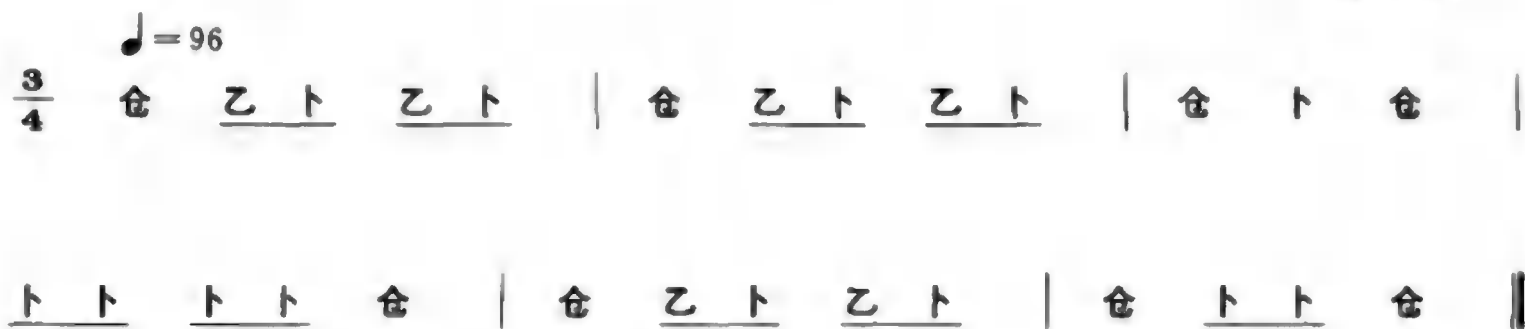 ♩=96
3/4 仓 乙 卜 乙 卜 | 仓 乙 卜 乙 卜 | 仓 卜 仓 |
卜 卜 卜 卜 仓 | 仓 乙 卜 乙 卜 | 仓 卜 卜 仓 ‖